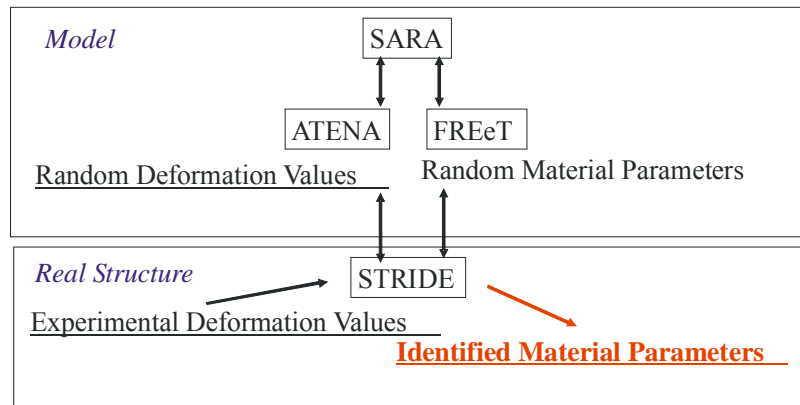 Model
SARA
ATENA
FREeT
Random Deformation Values
Random Material Parameters
Real Structure
STRIDE
Experimental Deformation Values
Identified Material Parameters